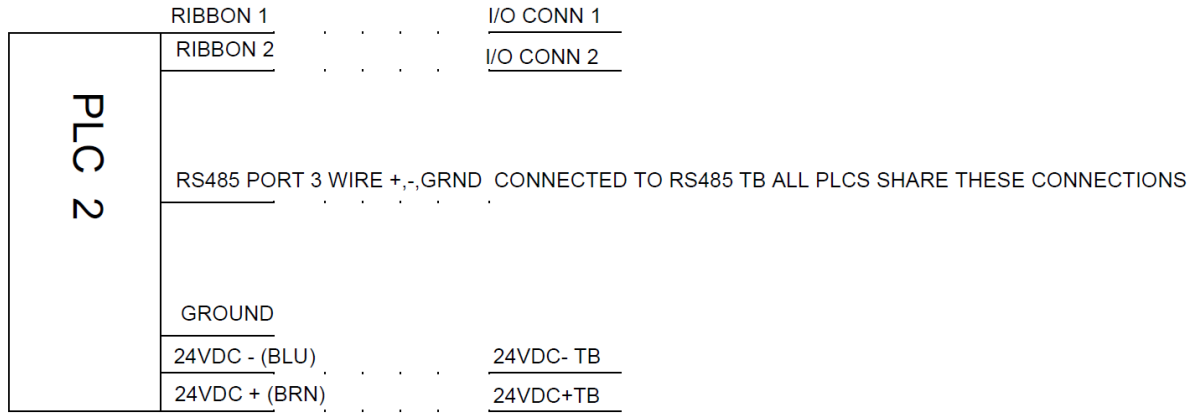 RIBBON 1 I/O CONN 1
RIBBON 2 I/O CONN 2
PLC 2
RS485 PORT 3 WIRE +,-,GRND CONNECTED TO RS485 TB ALL PLCS SHARE THESE CONNECTIONS
GROUND
24VDC - (BLU) 24VDC- TB
24VDC + (BRN) 24VDC+TB